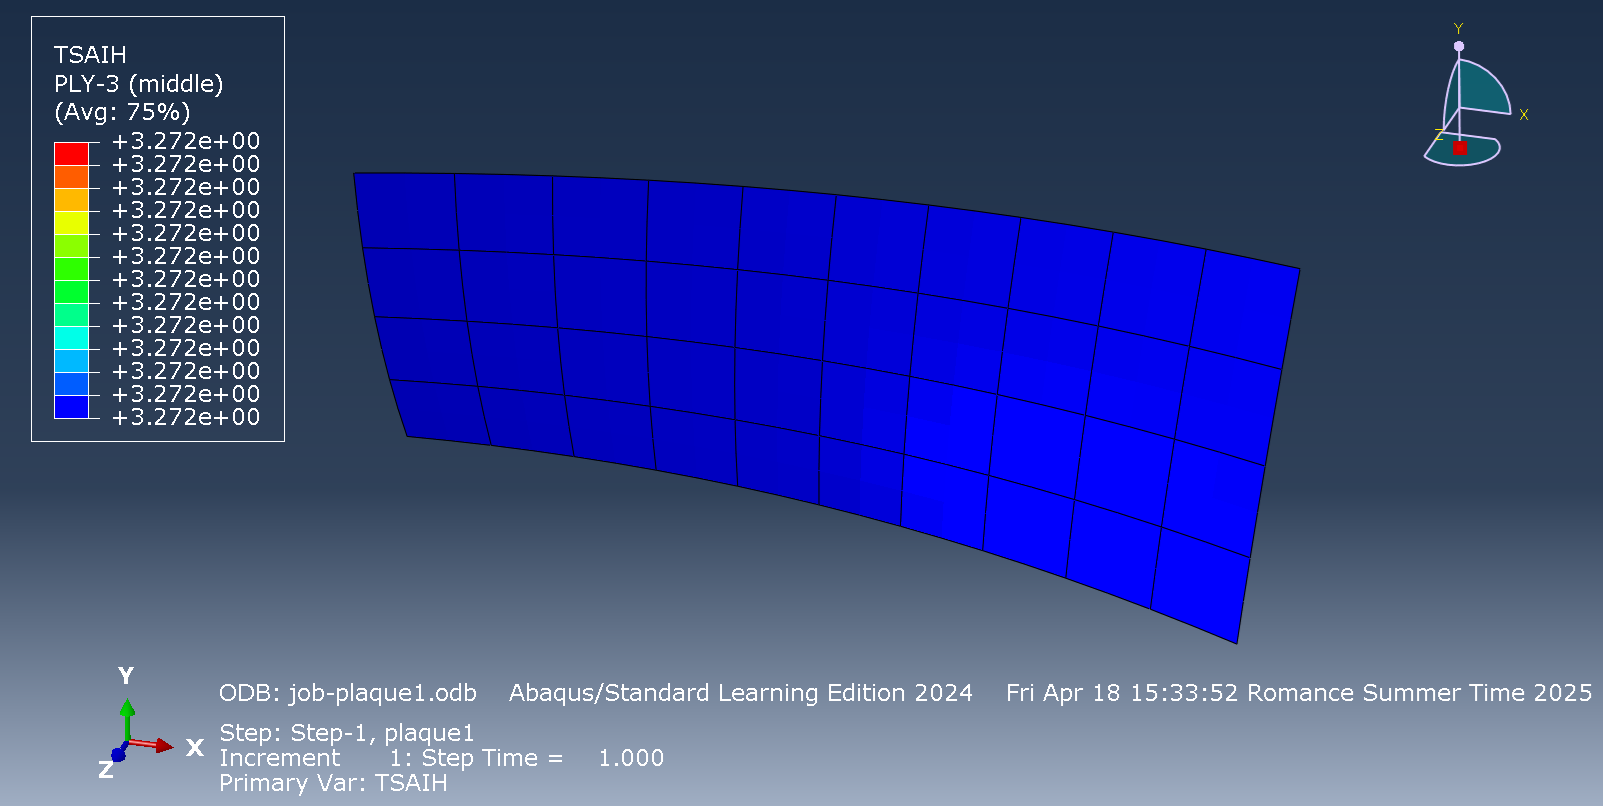 TSAIH
PLY-3 (middle)
(Avg: 75%)
+3.272e+00
+3.272e+00
+3.272e+00
+3.272e+00
+3.272e+00
+3.272e+00
+3.272e+00
+3.272e+00
+3.272e+00
+3.272e+00
+3.272e+00
+3.272e+00
+3.272e+00
Y
X
Z
Y
X
Z
ODB: job-plaque1.odb Abaqus/Standard Learning Edition 2024 Fri Apr 18 15:33:52 Romance Summer Time 2025
Step: Step-1, plaque1
Increment 1: Step Time = 1.000
Primary Var: TSAIH